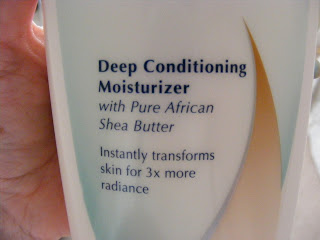 Deep Conditioning
Moisturizer
with Pure African
Shea Butter
Instantly transforms
skin for 3x more
radiance